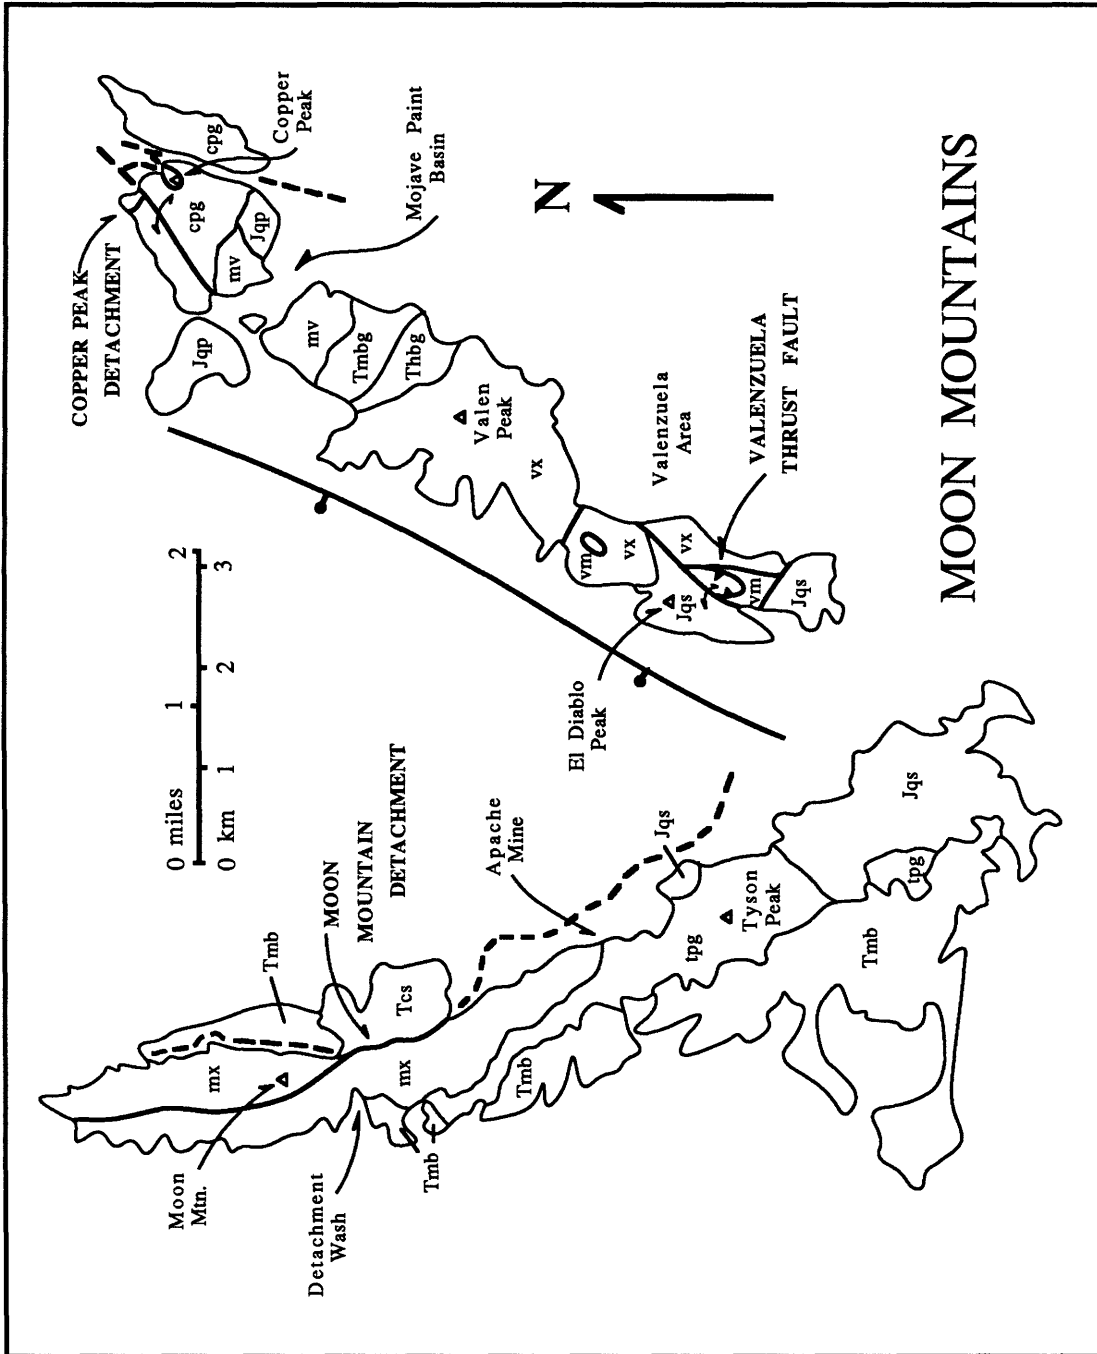 COPPER PEAK
DETACHMENT
Moon
Mtn.
0 miles 1 2
0 km 1 2 3
Jqp
cpg
cpg
mx
mv
Jqp
Tmb
Copper
Peak
Detachment
Wash
mv
MOON
MOUNTAIN
DETACHMENT
Tmbg
mx
Tcs
Thbg
Mojave Paint
Basin
Tmb
Valen
Peak
Apache
Mine
Tmb
vx
N
El Diablo
Peak
vm
vx
Valenzuela
Area
Jqs
Jqs
vx
tpg
Tyson
Peak
VALENZUELA
THRUST FAULT
vm
Jqs
Tmb
Jqs
tpg
MOON MOUNTAINS